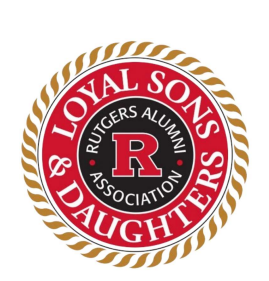 LOYAL SONS
& DAUGHTERS
RUTGERS ALUMNI
R
ASSOCIATION